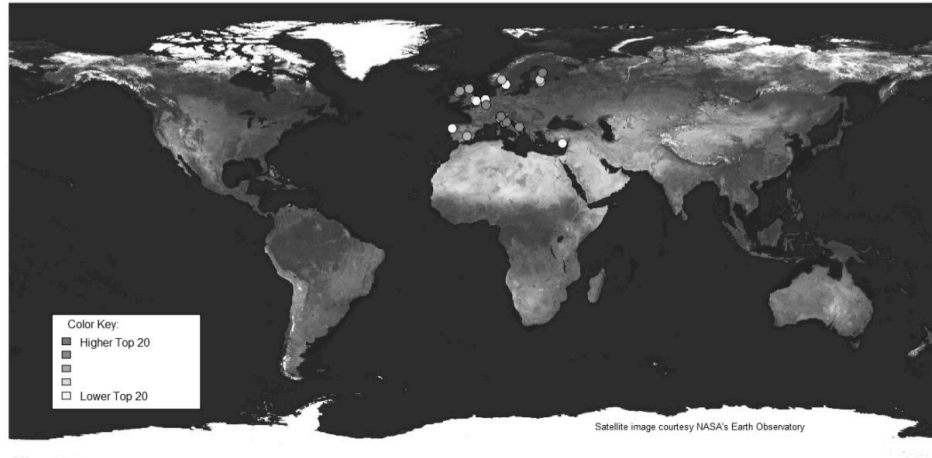 Color Key:
Higher Top 20
Lower Top 20
Satellite image courtesy NASA's Earth Observatory